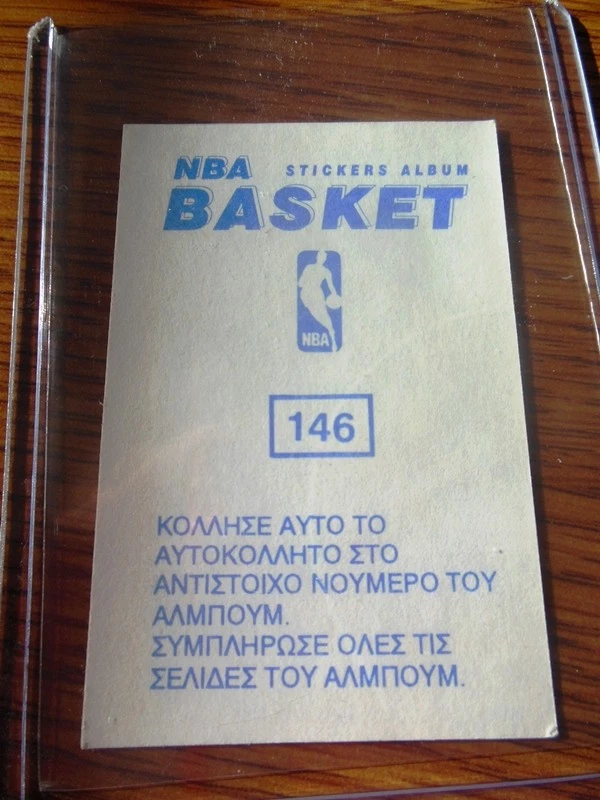 NBA STICKERS ALBUM
BASKET
NBA
146
ΚΟΛΛΗΣΕ ΑΥΤΟ ΤΟ
ΑΥΤΟΚΟΛΛΗΤΟ ΣΤΟ
ΑΝΤΙΣΤΟΙΧΟ ΝΟΥΜΕΡΟ ΤΟΥ
ΑΛΜΠΟΥΜ.
ΣΥΜΠΛΗΡΩΣΕ ΟΛΕΣ ΤΙΣ
ΣΕΛΙΔΕΣ ΤΟΥ ΑΛΜΠΟΥΜ.